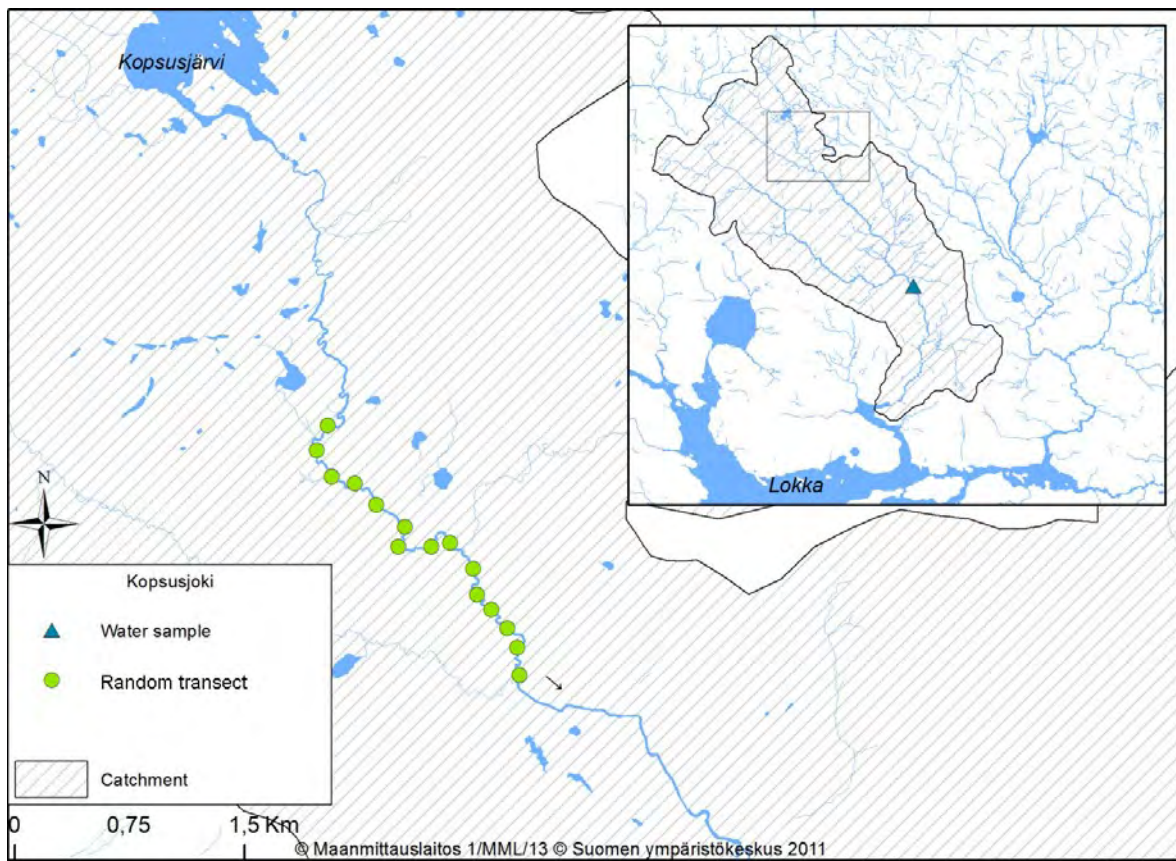 Kopsusjärvi
Lokka
N
Kopsusjoki
Water sample
Random transect
Catchment
0 0,75 1,5 Km
© Maanmittauslaitos 1/MML/13 © Suomen ympäristökeskus 2011